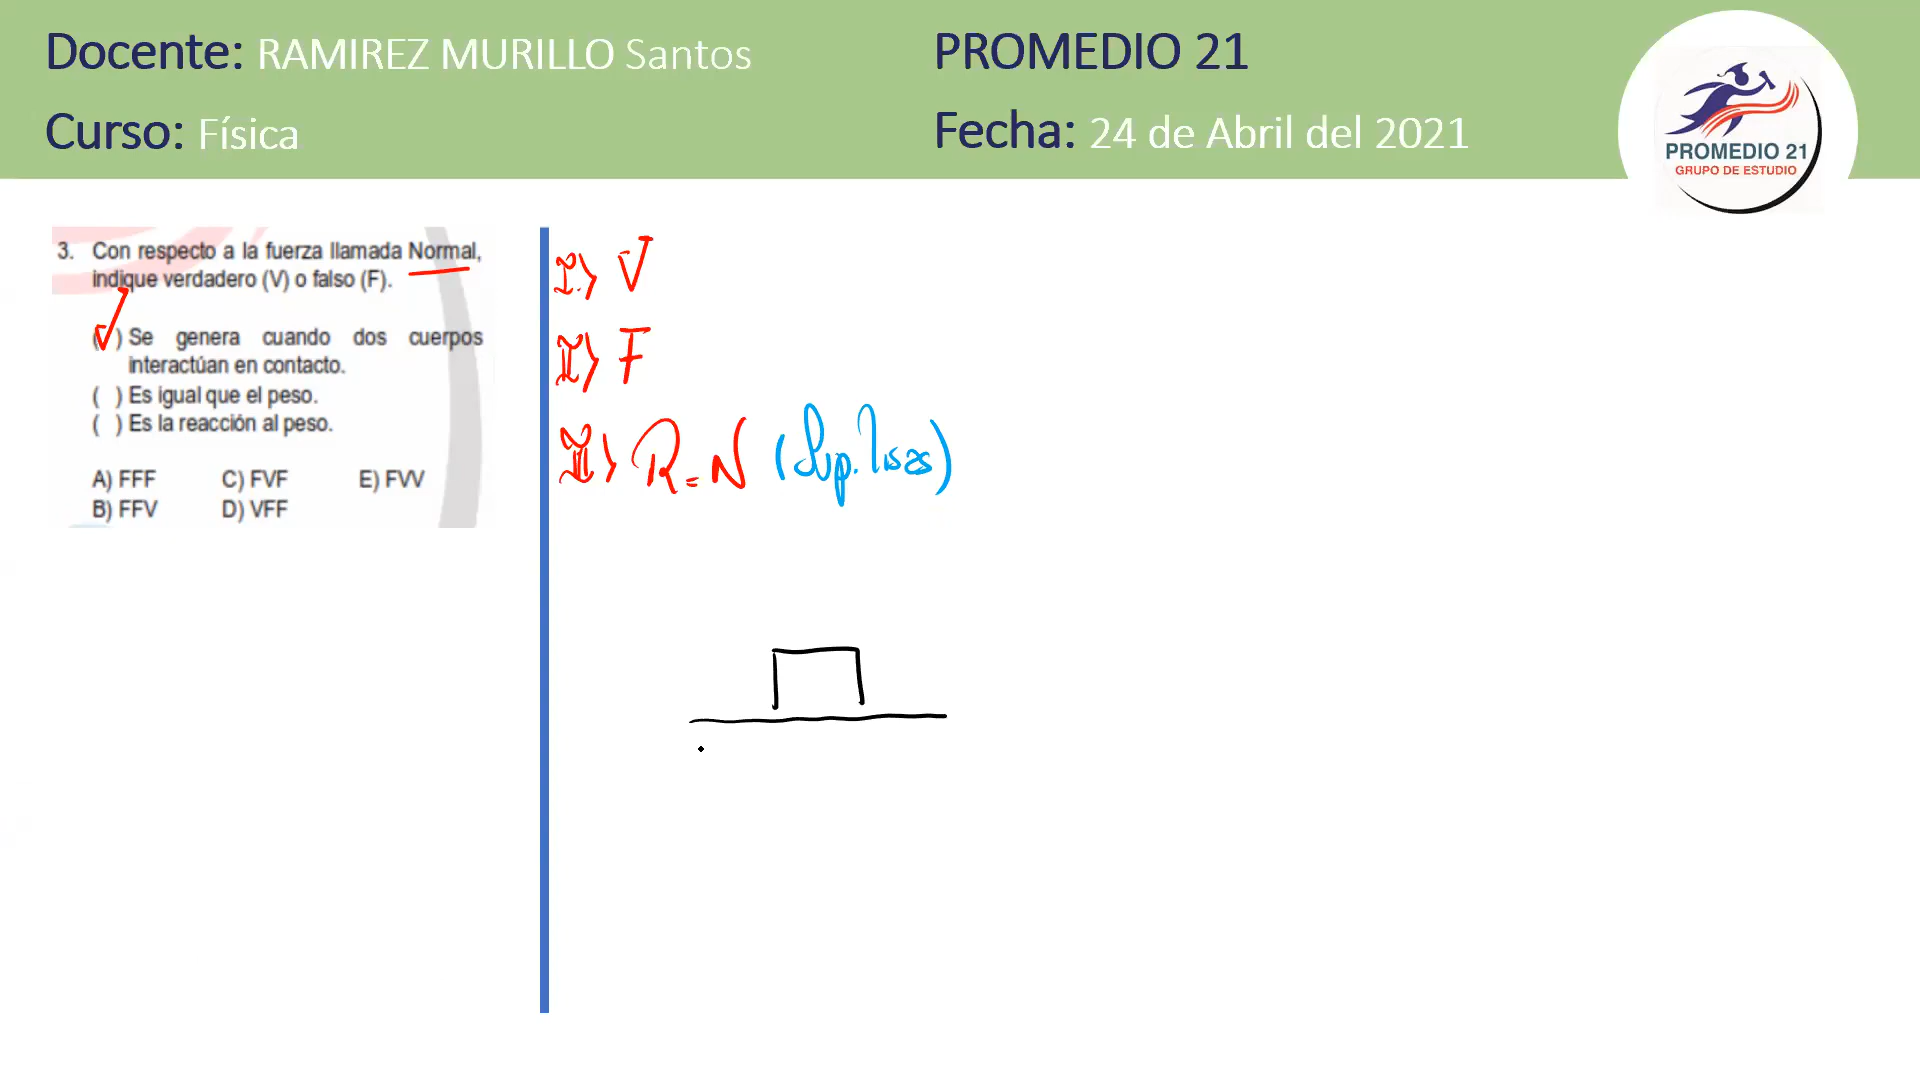 Docente: RAMIREZ MURILLO Santos
PROMEDIO 21
Curso: Física
Fecha: 24 de Abril del 2021
PROMEDIO 21
GRUPO DE ESTUDIO
3. Con respecto a la fuerza llamada Normal,
indique verdadero (V) o falso (F).
( ) Se genera cuando dos cuerpos
interactúan en contacto.
( ) Es igual que el peso.
( ) Es la reacción al peso.
A) FFF C) FVF E) FVV
B) FFV D) VFF
I) V
II) F
III) R = N (Sup. lisas)